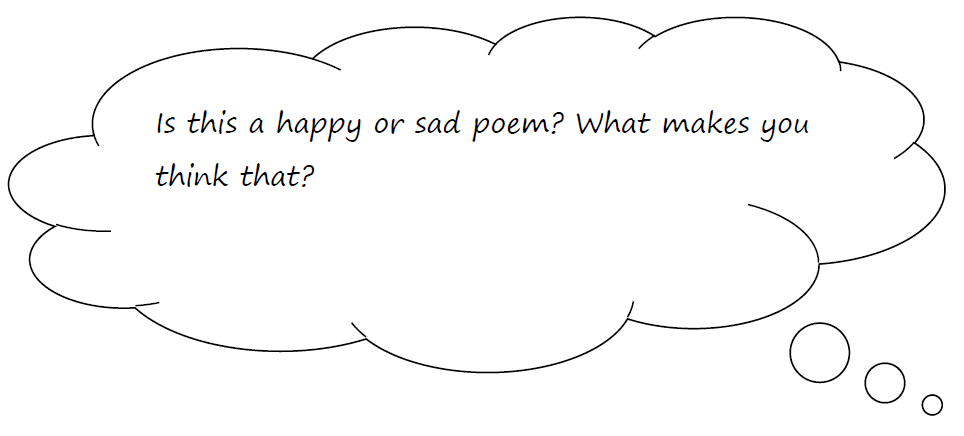 Is this a happy or sad poem? What makes you
think that?